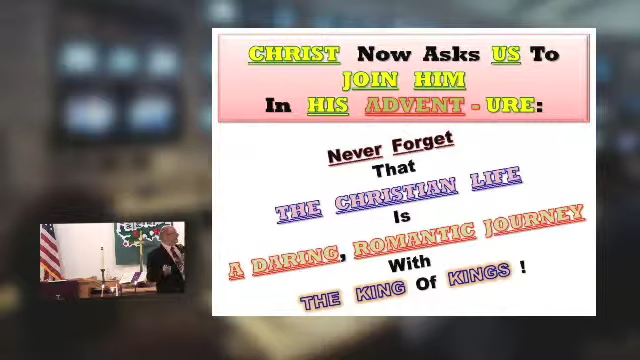 CHRIST Now Asks US To
JOIN HIM
In HIS ADVENT - URE:
Never Forget
That
THE CHRISTIAN LIFE
Is
A DARING, ROMANTIC JOURNEY
With
THE KING Of KINGS !